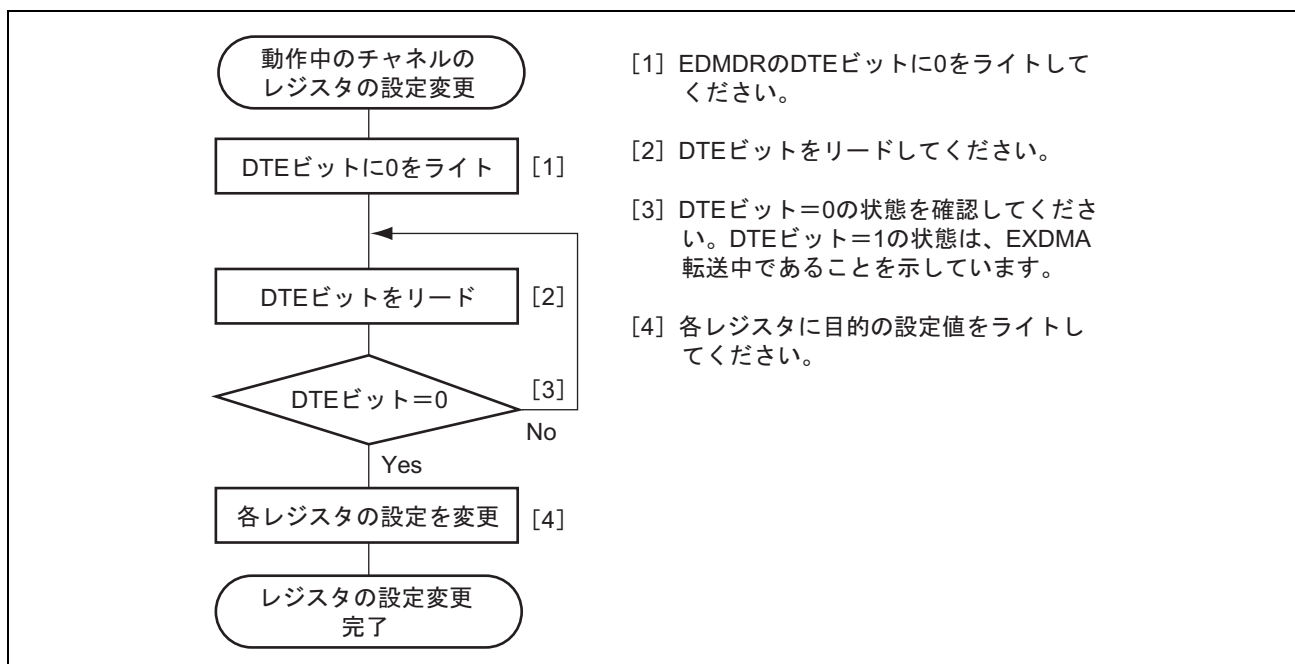 動作中のチャネルの
レジスタの設定変更
DTEビットに0をライト [1]
DTEビットをリード [2]
DTEビット＝0 [3]
No
Yes
各レジスタの設定を変更 [4]
レジスタの設定変更
完了
[1] EDMDRのDTEビットに0をライトして
ください。
[2] DTEビットをリードしてください。
[3] DTEビット＝0の状態を確認してくださ
い。DTEビット＝1の状態は、EXDMA
転送中であることを示しています。
[4] 各レジスタに目的の設定値をライトし
てください。